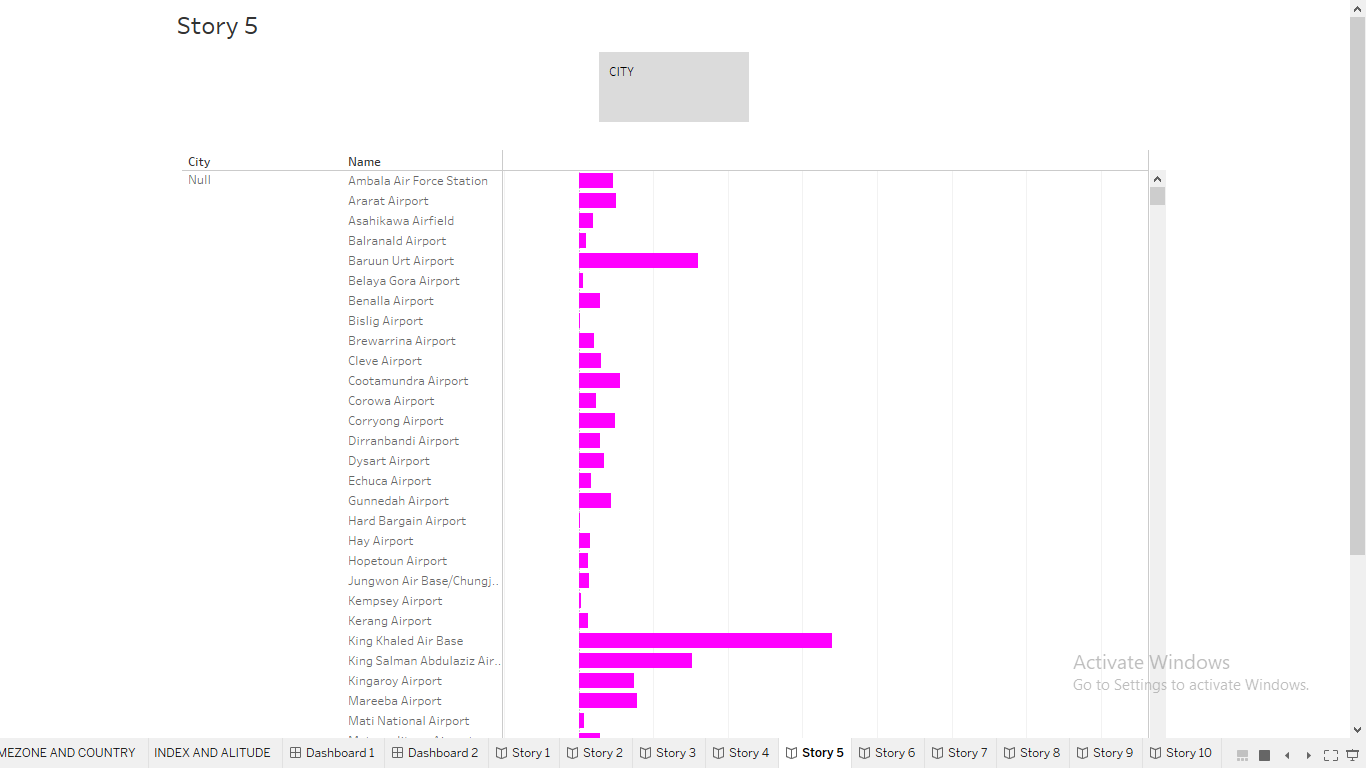 Story 5
CITY
City Name
Null
Ambala Air Force Station
Ararat Airport
Asahikawa Airfield
Balranald Airport
Baruun Urt Airport
Belaya Gora Airport
Benalla Airport
Bislig Airport
Brewarrina Airport
Cleve Airport
Cootamundra Airport
Corowa Airport
Corryong Airport
Dirranbandi Airport
Dysart Airport
Echuca Airport
Gunnedah Airport
Hard Bargain Airport
Hay Airport
Hopetoun Airport
Jungwon Air Base/Chungj..
Kempsey Airport
Kerang Airport
King Khaled Air Base
King Salman Abdulaziz Air..
Kingaroy Airport
Mareeba Airport
Mati National Airport
Activate Windows
Go to Settings to activate Windows.
MEZONE AND COUNTRY INDEX AND ALITUDE Dashboard 1 Dashboard 2 Story 1 Story 2 Story 3 Story 4 Story 5 Story 6 Story 7 Story 8 Story 9 Story 10